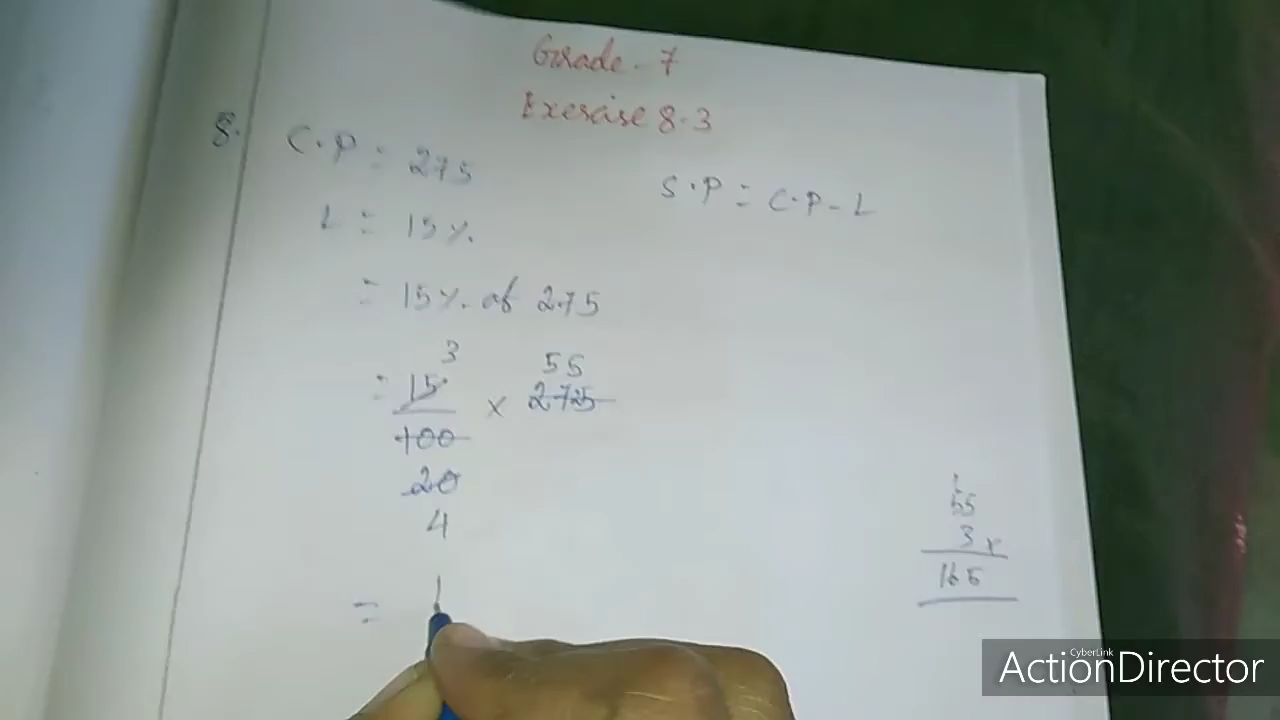 Grade - 7
Exercise 8.3
8. C.P = 275
S.P = C.P - L
L = 15%
= 15% of 275
3 55
= 15 × 275
100
20
4
=
1
55
3 ×
165
CyberLink
ActionDirector